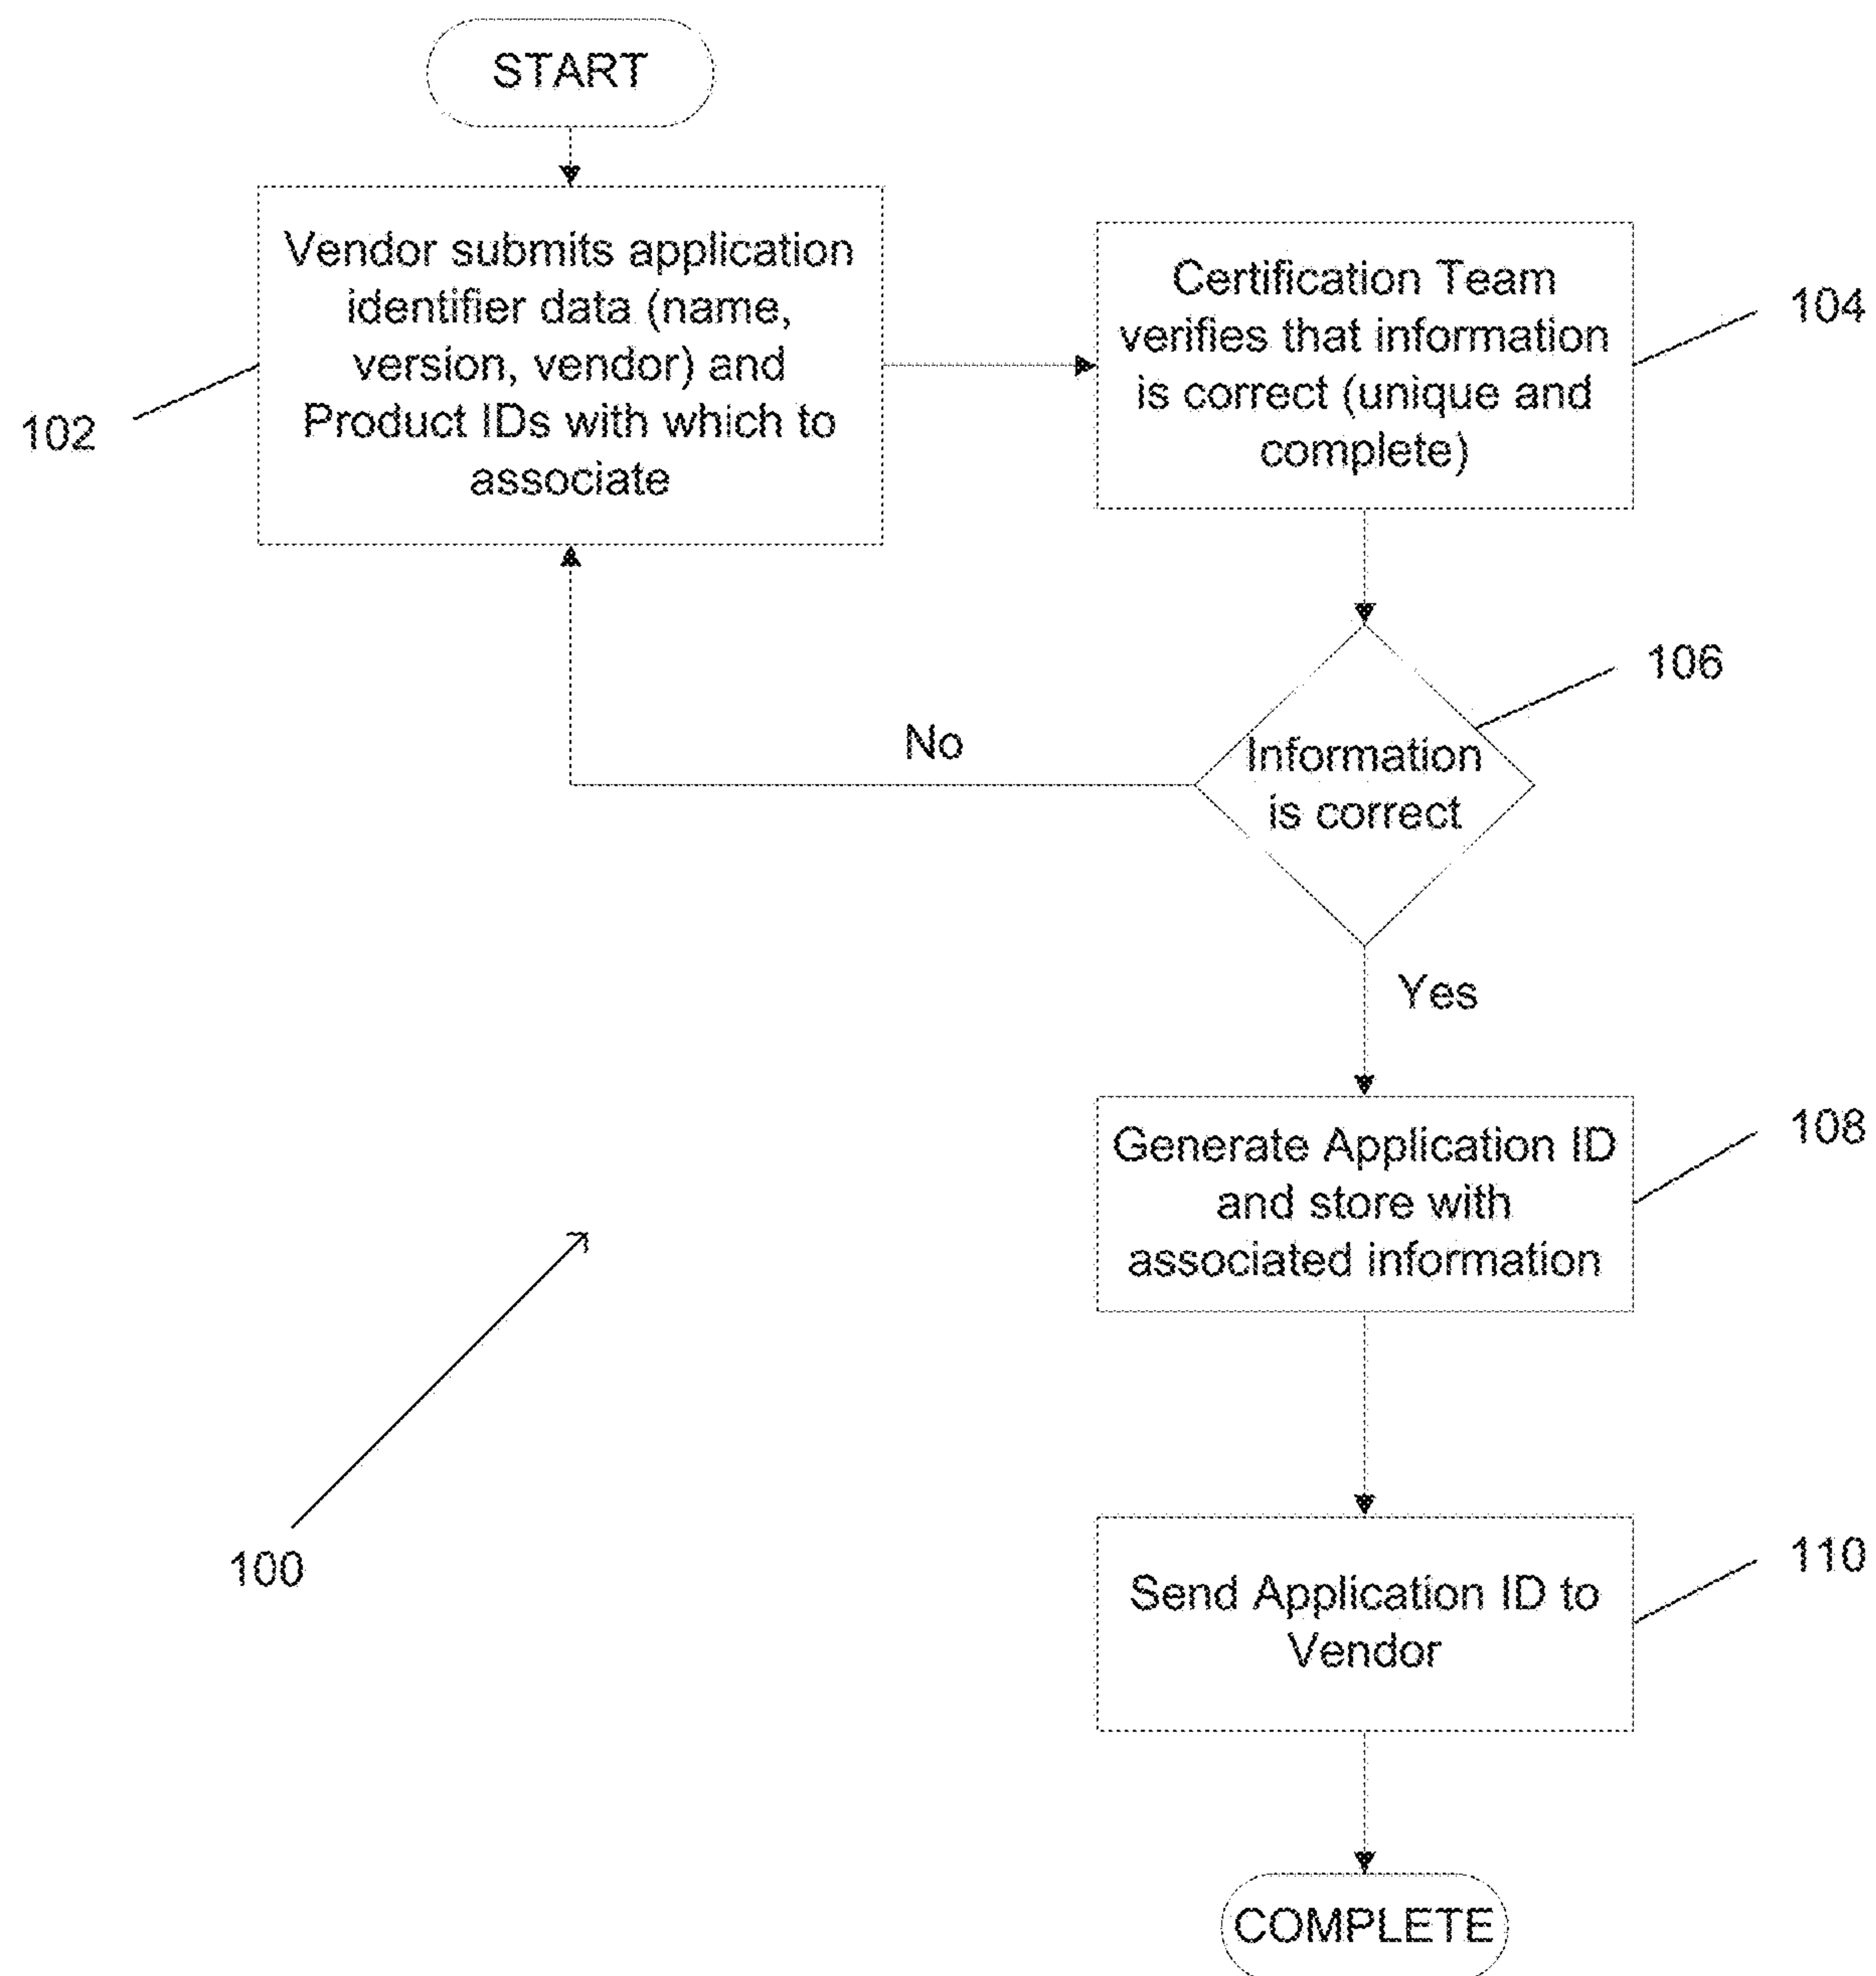 START
Vendor submits application
identifier data (name,
version, vendor) and
Product IDs with which to
associate
102
Certification Team
verifies that information
is correct (unique and
complete)
104
Information
is correct
106
No
Yes
Generate Application ID
and store with
associated information
108
100
Send Application ID to
Vendor
110
COMPLETE